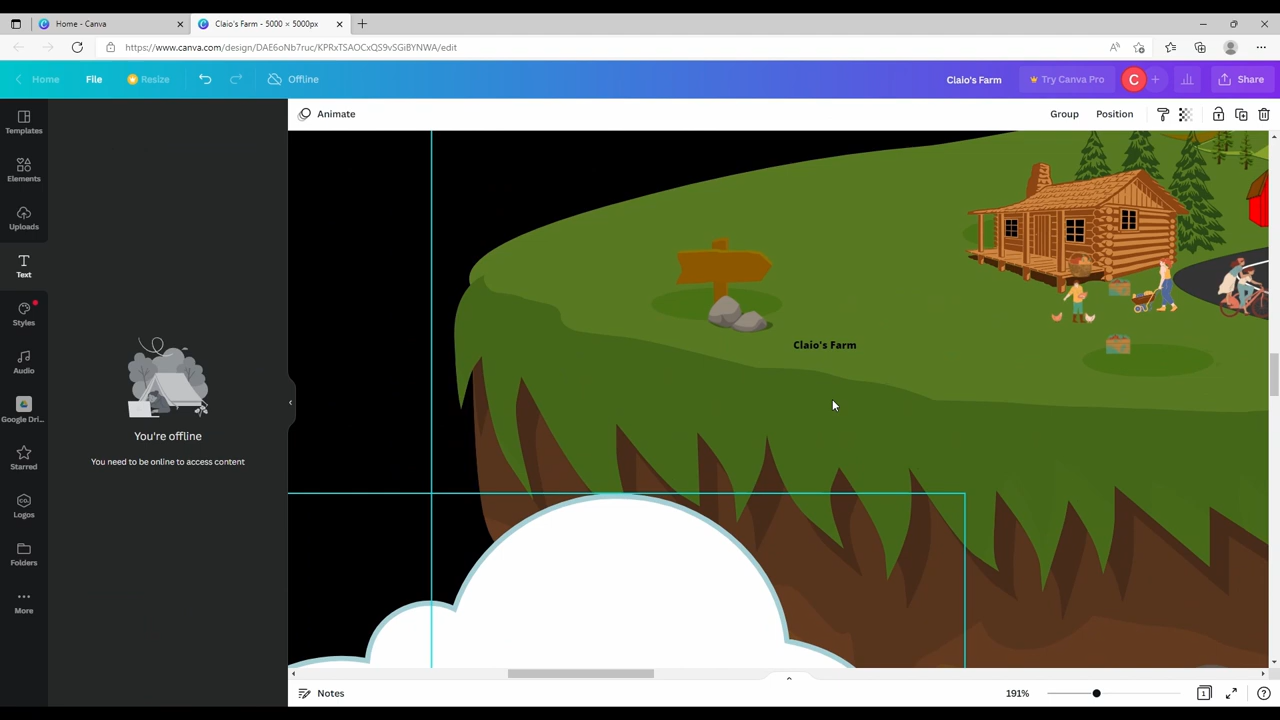 Home - Canva
Claio's Farm - 5000 × 5000px
https://www.canva.com/design/DAE6oNb7ruc/KPRxTSAOCxQS9vSGiBYNWA/edit
Home
File
Resize
Offline
Claio's Farm
Try Canva Pro
C
Share
Templates
Elements
Uploads
Text
Styles
Audio
Google Dri...
Starred
Logos
Folders
More
You're offline
You need to be online to access content
Animate
Group
Position
Claio's Farm
Notes
191%
1